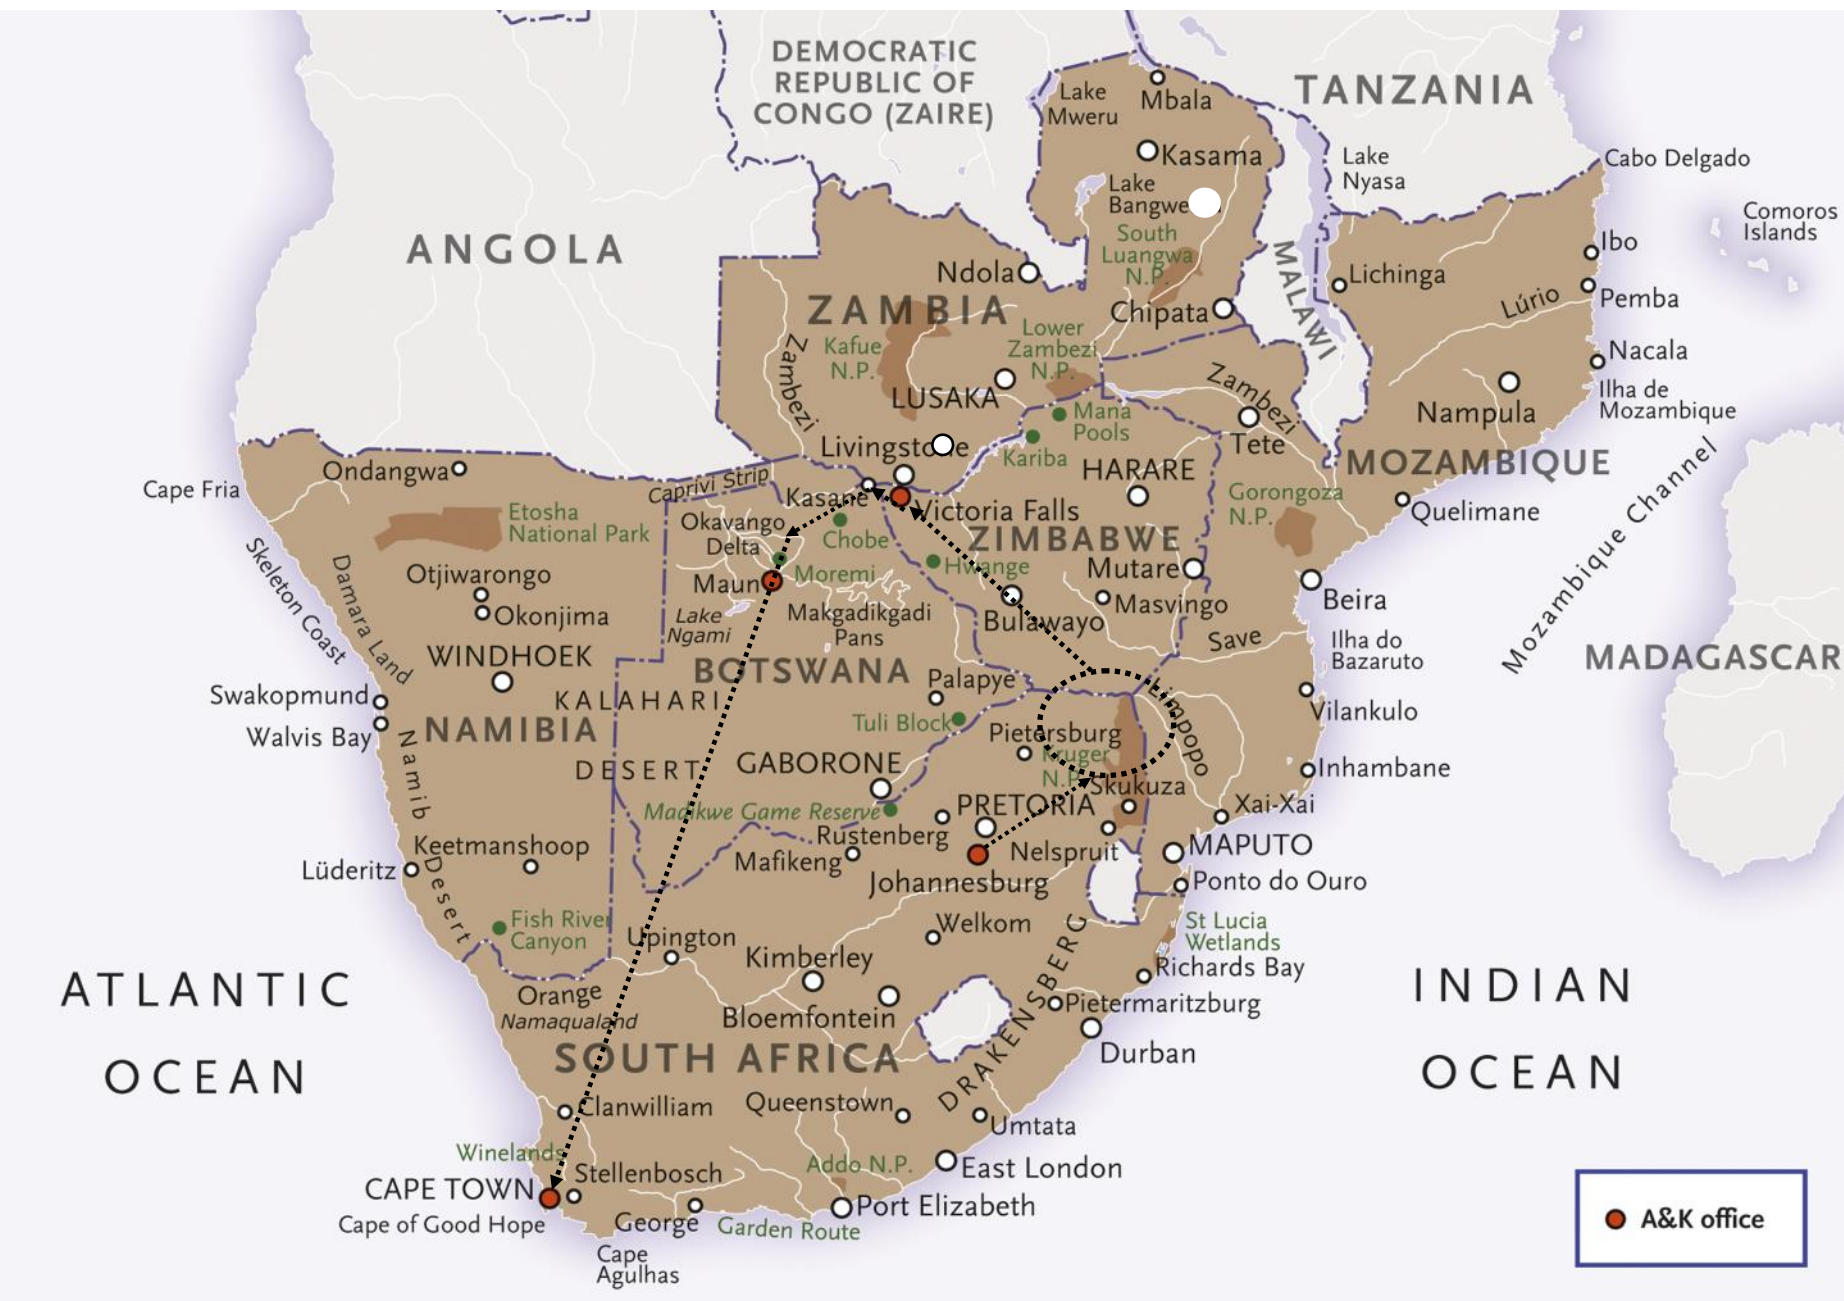 DEMOCRATIC
REPUBLIC OF
CONGO (ZAIRE)
TANZANIA
Lake
Mweru
Mbala
Kasama
Lake
Nyasa
Cabo Delgado
Lake
Bangwe
Comoros
Islands
ANGOLA
South
Luangwa
N.P.
Ibo
MALAWI
Ndola
Lichinga
Pemba
Lúrio
ZAMBIA
Chipata
Lower
Zambezi
N.P.
Kafue
N.P.
Zambezi
Nacala
Ilha de
Mozambique
Zambezi
LUSAKA
Mana
Pools
Nampula
Tete
Livingstone
Kariba
HARARE
MOZAMBIQUE
Mozambique Channel
Ondangwa
Caprivi Strip
Cape Fria
Kasane
Victoria Falls
Gorongoza
N.P.
Quelimane
Etosha
National Park
Okavango
Delta
Chobe
ZIMBABWE
Skeleton Coast
Damara Land
Otjiwarongo
Okonjima
Maun
Moremi
Hwange
Mutare
Masvingo
Beira
Lake
Ngami
Makgadikgadi
Pans
Bulawayo
Save
Ilha do
Bazaruto
WINDHOEK
BOTSWANA
Palapye
Limpopo
MADAGASCAR
Swakopmund
KALAHARI
Vilankulo
Walvis Bay
NAMIBIA
Tuli Block
Pietersburg
Kruger
N.P.
Namib
Desert
DESERT
GABORONE
Inhambane
Skukuza
Madikwe Game Reserve
PRETORIA
Xai-Xai
Rustenberg
Keetmanshoop
Mafikeng
Nelspruit
MAPUTO
Lüderitz
Johannesburg
Ponto do Ouro
Fish River
Canyon
Welkom
St Lucia
Wetlands
Upington
Kimberley
DRAKENSBERG
Richards Bay
ATLANTIC
OCEAN
INDIAN
OCEAN
Orange
Namaqualand
Bloemfontein
Pietermaritzburg
SOUTH AFRICA
Durban
Clanwilliam
Queenstown
Umtata
Winelands
Stellenbosch
Addo N.P.
East London
CAPE TOWN
Cape of Good Hope
George
Garden Route
Port Elizabeth
Cape
Agulhas
A&K office